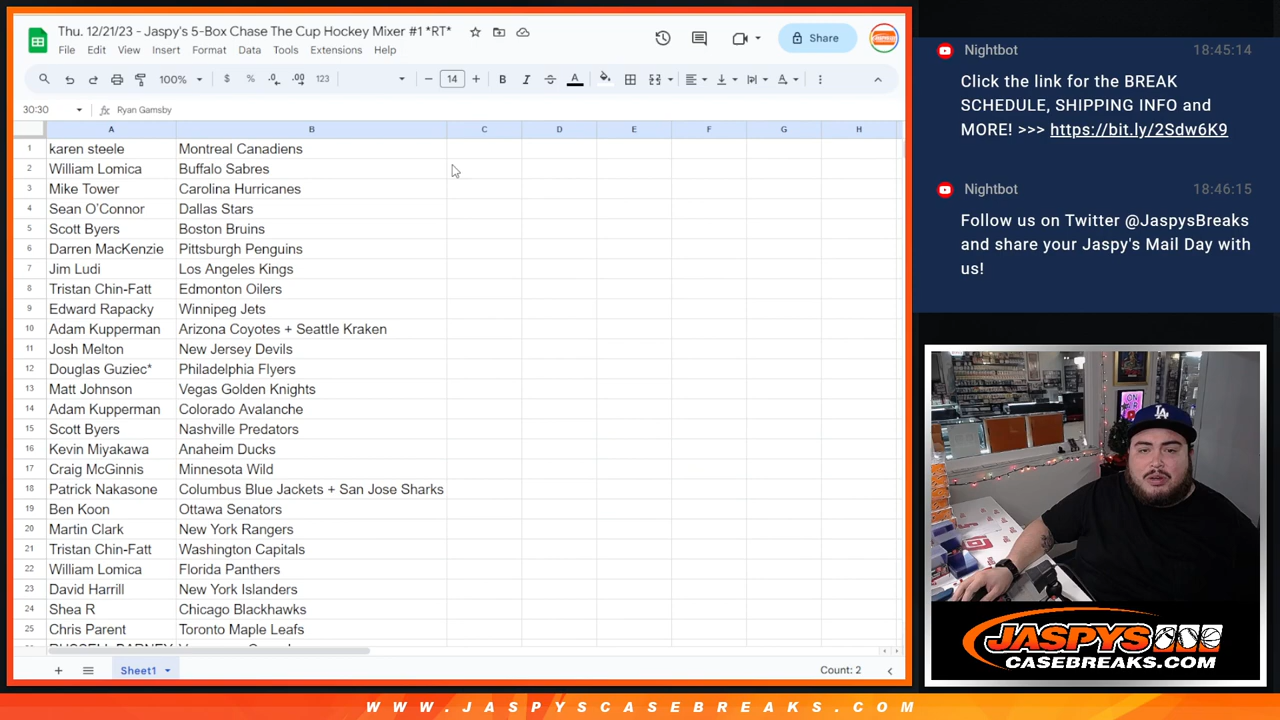 Thu. 12/21/23 - Jaspy's 5-Box Chase The Cup Hockey Mixer #1 *RT*
File Edit View Insert Format Data Tools Extensions Help
Share
100% $ % .0 .00 123 14 B I S A
30:30 fx Ryan Gamsby
A B C D E F G H
1 karen steele Montreal Canadiens
2 William Lomica Buffalo Sabres
3 Mike Tower Carolina Hurricanes
4 Sean O'Connor Dallas Stars
5 Scott Byers Boston Bruins
6 Darren MacKenzie Pittsburgh Penguins
7 Jim Ludi Los Angeles Kings
8 Tristan Chin-Fatt Edmonton Oilers
9 Edward Rapacky Winnipeg Jets
10 Adam Kupperman Arizona Coyotes + Seattle Kraken
11 Josh Melton New Jersey Devils
12 Douglas Guziec* Philadelphia Flyers
13 Matt Johnson Vegas Golden Knights
14 Adam Kupperman Colorado Avalanche
15 Scott Byers Nashville Predators
16 Kevin Miyakawa Anaheim Ducks
17 Craig McGinnis Minnesota Wild
18 Patrick Nakasone Columbus Blue Jackets + San Jose Sharks
19 Ben Koon Ottawa Senators
20 Martin Clark New York Rangers
21 Tristan Chin-Fatt Washington Capitals
22 William Lomica Florida Panthers
23 David Harrill New York Islanders
24 Shea R Chicago Blackhawks
25 Chris Parent Toronto Maple Leafs
Sheet1
Count: 2
Nightbot 18:45:14
Click the link for the BREAK
SCHEDULE, SHIPPING INFO and
MORE! >>> https://bit.ly/2Sdw6K9
Nightbot 18:46:15
Follow us on Twitter @JaspysBreaks
and share your Jaspy's Mail Day with
us!
LA
JASPYS
CASEBREAKS.COM
WWW.JASPYSCASEBREAKS.COM